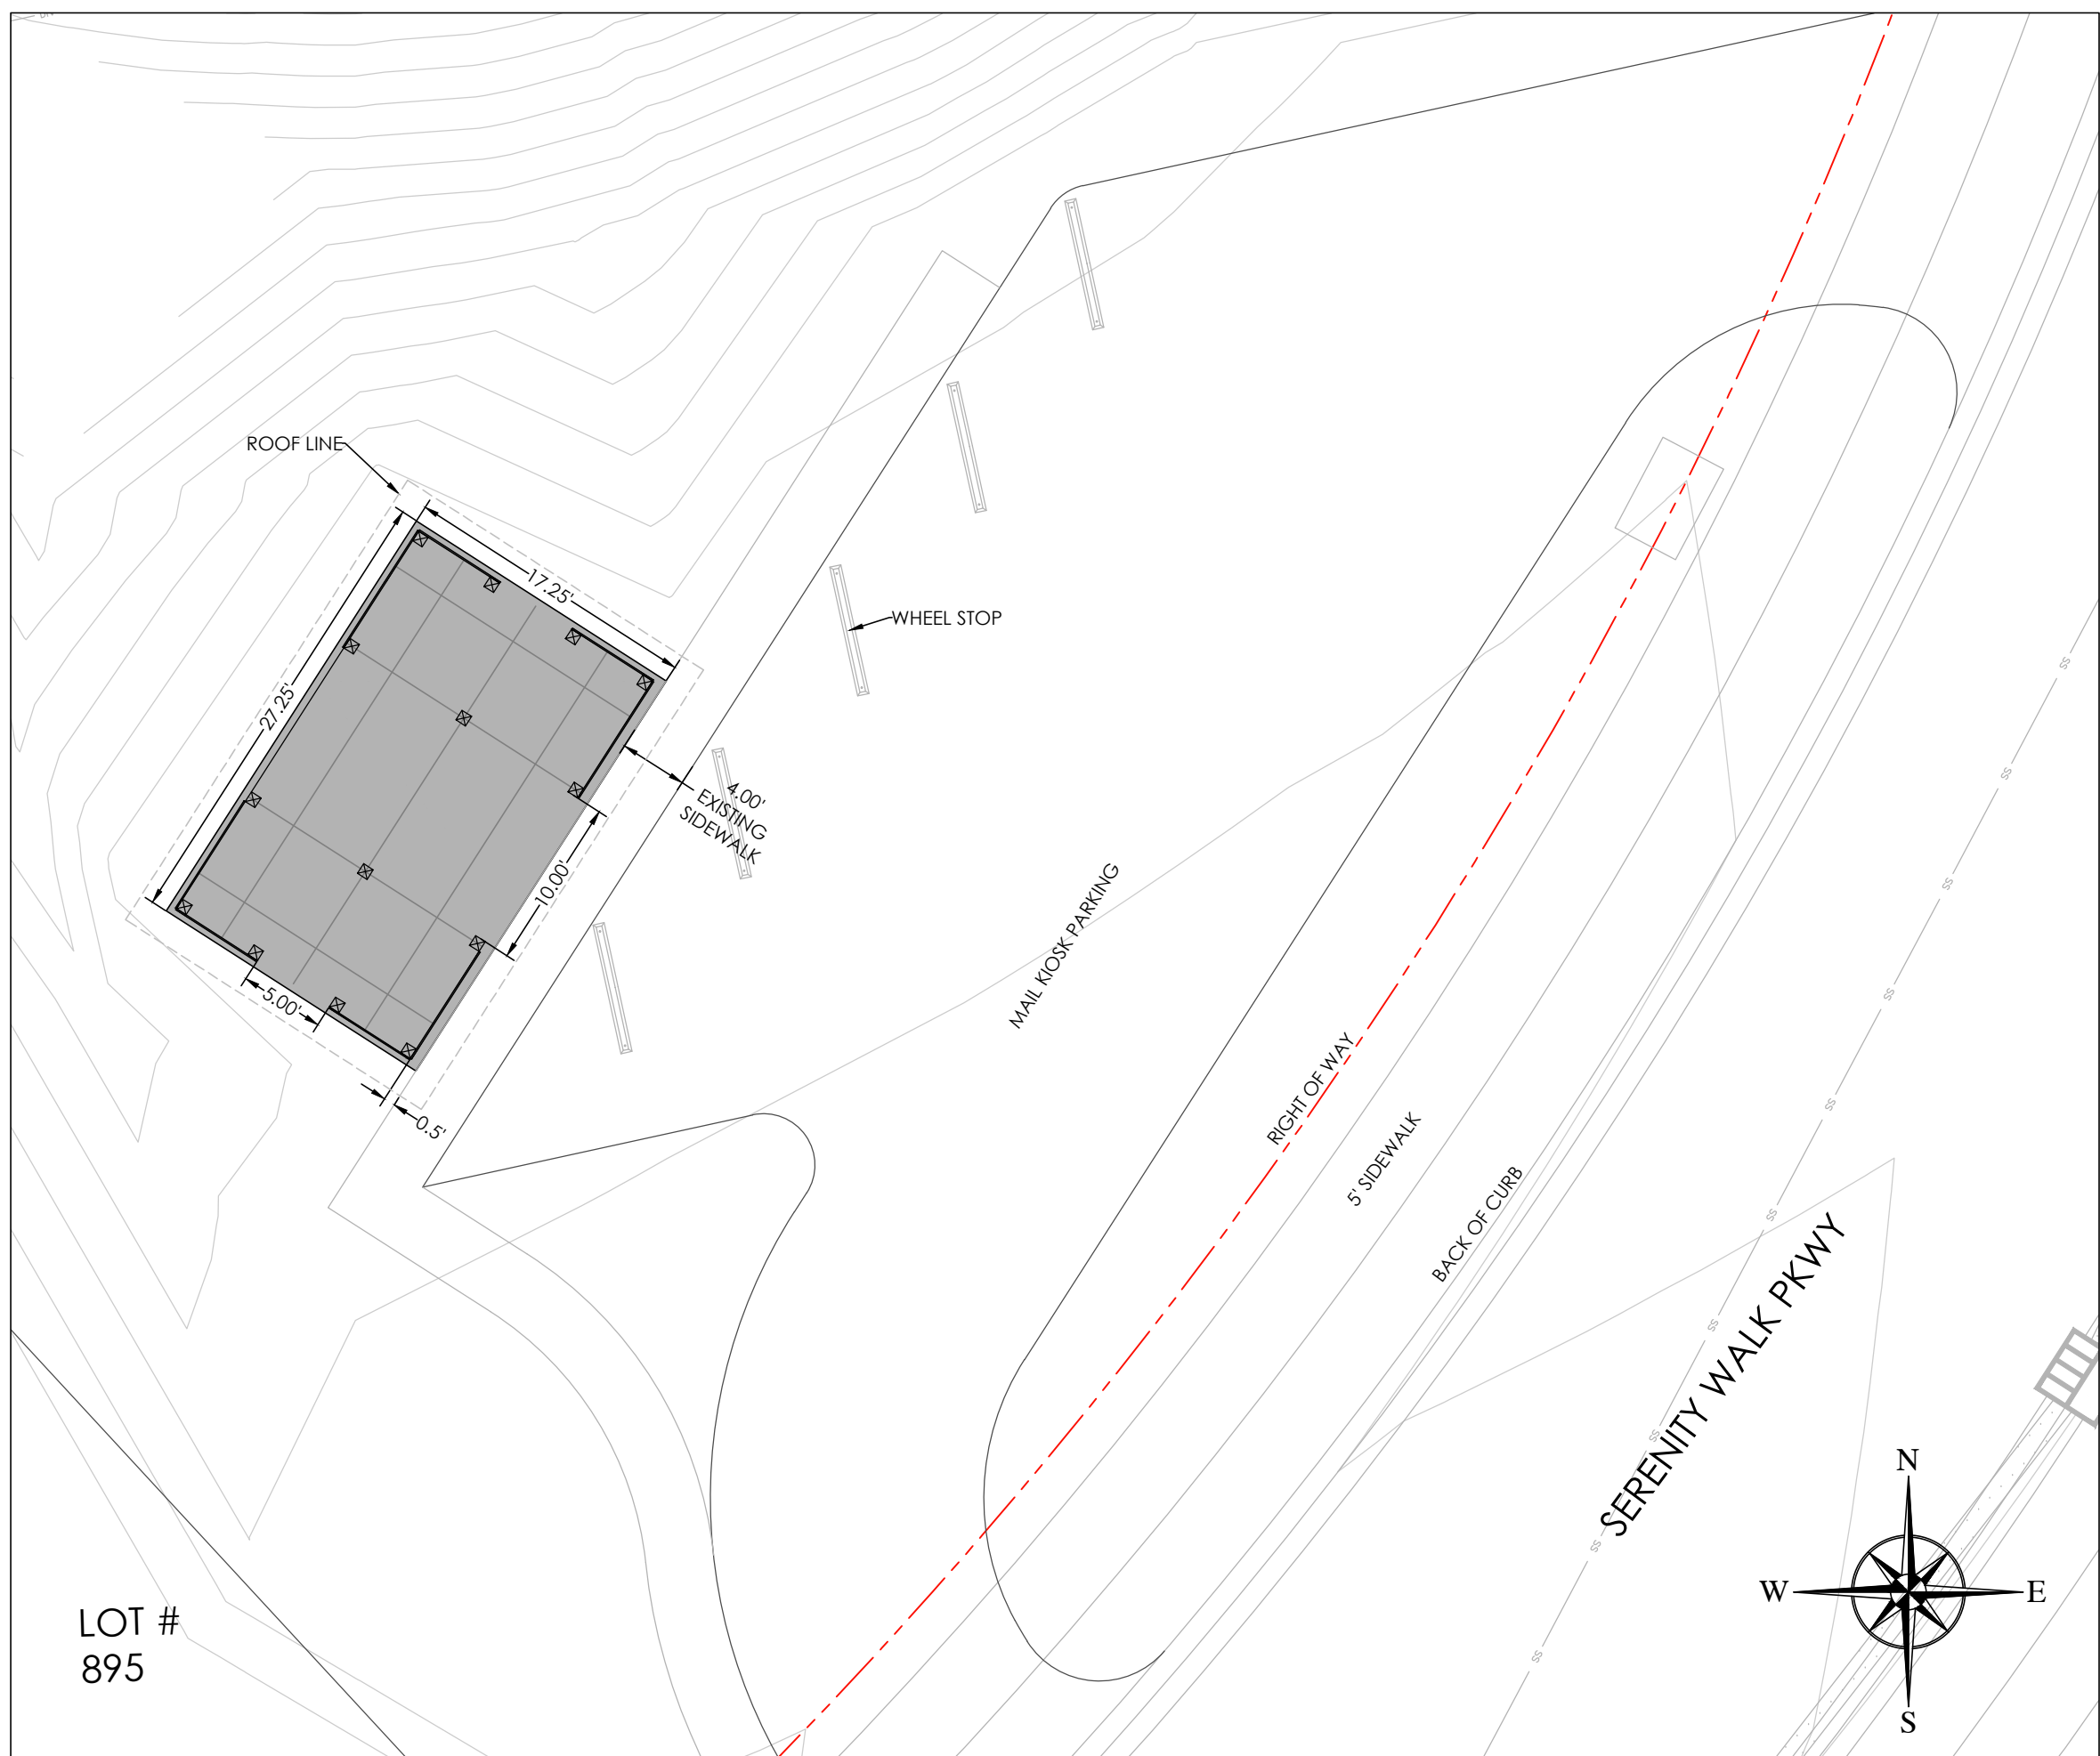 ROOF LINE
17.25'
27.25'
WHEEL STOP
4.00'
EXISTING
SIDEWALK
10.00'
5.00'
0.5'
MAIL KIOSK PARKING
RIGHT OF WAY
5' SIDEWALK
BACK OF CURB
SERENITY WALK PKWY
SS
SS
SS
SS
SS
SS
SS
SS
SS
SS
LOT #
895
N
W
E
S